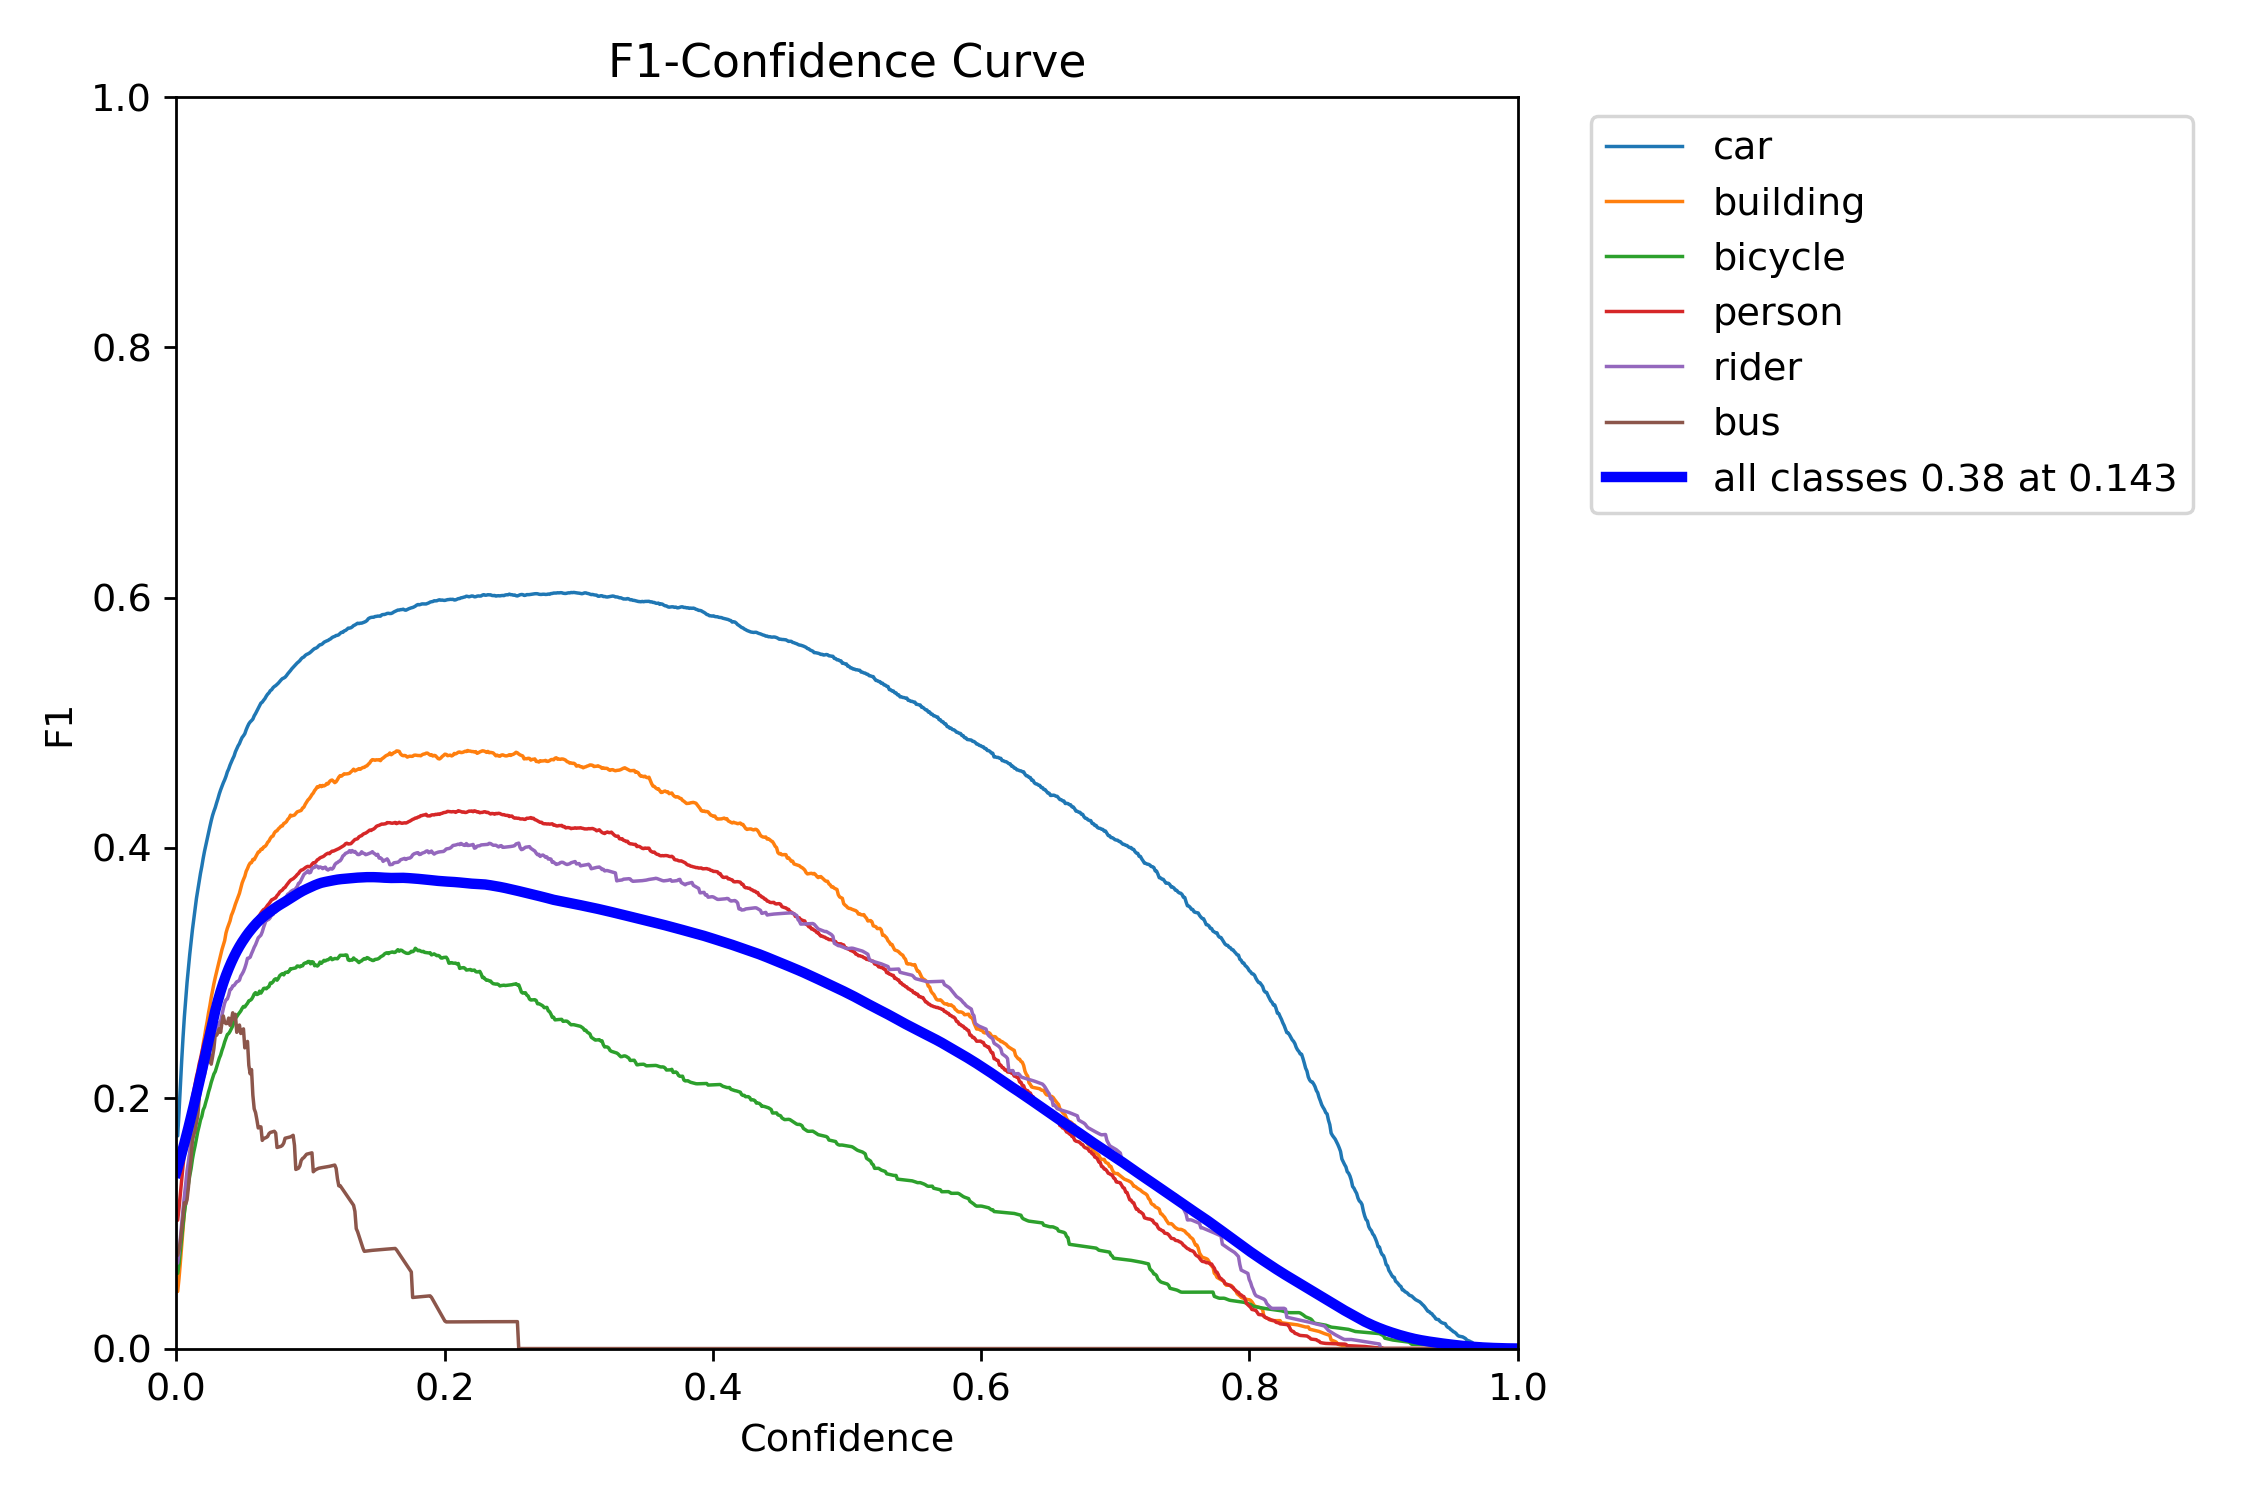 F1-Confidence Curve
1.0
0.8
0.6
0.4
0.2
0.0
F1
0.0 0.2 0.4 0.6 0.8 1.0
Confidence
car
building
bicycle
person
rider
bus
all classes 0.38 at 0.143